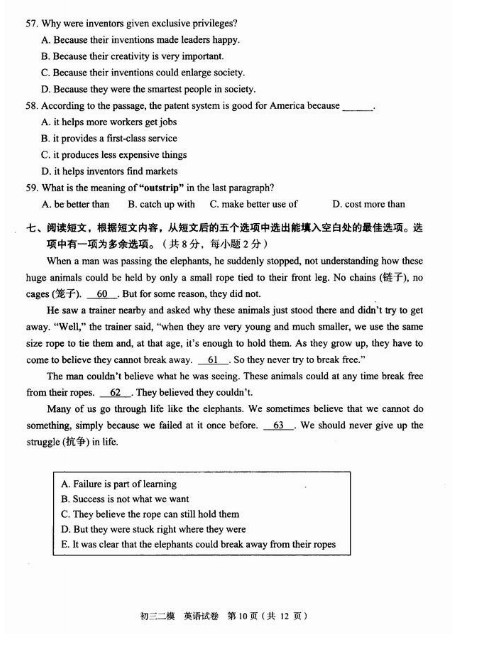 57. Why were inventors given exclusive privileges?
A. Because their inventions made leaders happy.
B. Because their creativity is very important.
C. Because their inventions could enlarge society.
D. Because they were the smartest people in society.
58. According to the passage, the patent system is good for America because ______.
A. it helps more workers get jobs
B. it provides a first-class service
C. it produces less expensive things
D. it helps inventors find markets
59. What is the meaning of “outstrip” in the last paragraph?
A. be better than B. catch up with C. make better use of D. cost more than
七、阅读短文，根据短文内容，从短文后的五个选项中选出能填入空白处的最佳选项。选
项中有一项为多余选项。（共 8 分，每小题 2 分）
When a man was passing the elephants, he suddenly stopped, not understanding how these
huge animals could be held by only a small rope tied to their front leg. No chains (链子), no
cages (笼子). __60__. But for some reason, they did not.
He saw a trainer nearby and asked why these animals just stood there and didn’t try to get
away. “Well,” the trainer said, “when they are very young and much smaller, we use the same
size rope to tie them and, at that age, it’s enough to hold them. As they grow up, they have to
come to believe they cannot break away. __61__. So they never try to break free.”
The man couldn’t believe what he was seeing. These animals could at any time break free
from their ropes. __62__. They believed they couldn’t.
Many of us go through life like the elephants. We sometimes believe that we cannot do
something, simply because we failed at it once before. __63__. We should never give up the
struggle (抗争) in life.
A. Failure is part of learning
B. Success is not what we want
C. They believe the rope can still hold them
D. But they were stuck right where they were
E. It was clear that the elephants could break away from their ropes
初三二模 英语试卷 第 10 页（共 12 页）